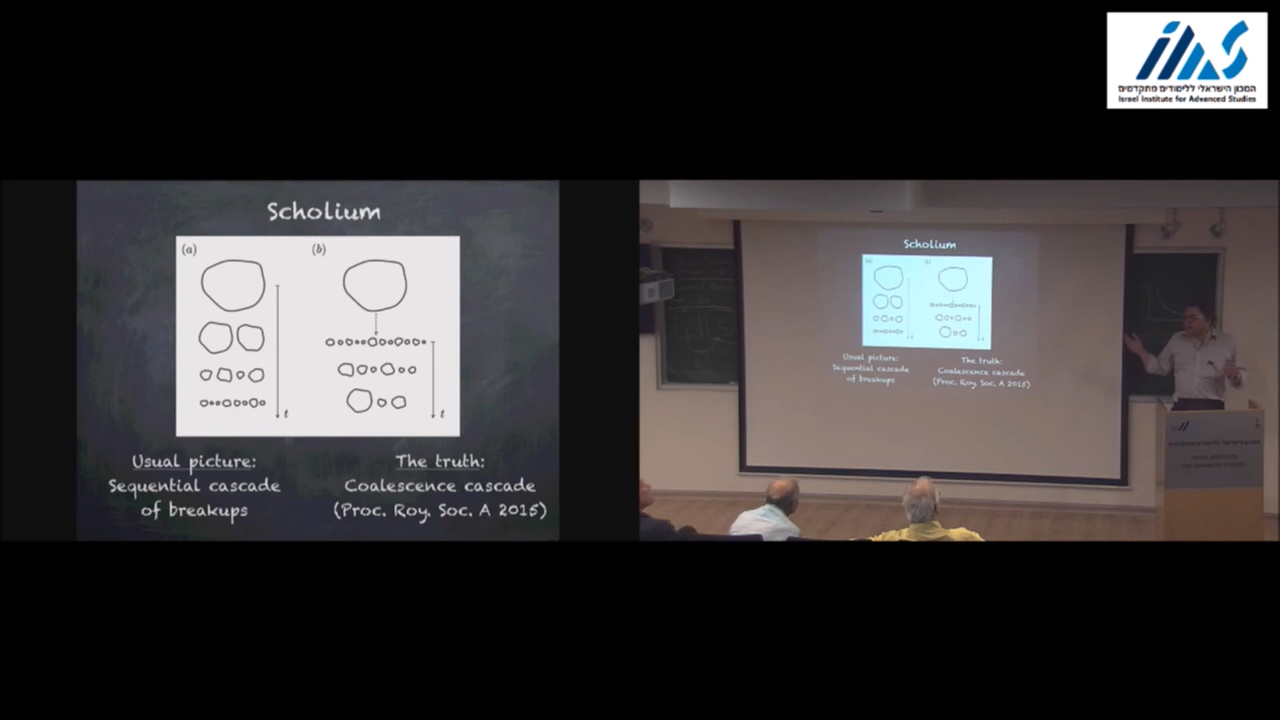 המכון הישראלי ללימודים מתקדמים
Israel Institute for Advanced Studies
Scholium
(a)
(b)
t
t
Usual picture:
Sequential cascade
of breakups
The truth:
Coalescence cascade
(Proc. Roy. Soc. A 2015)
Scholium
Usual picture:
Sequential cascade
of breakups
The truth:
Coalescence cascade
(Proc. Roy. Soc. A 2015)